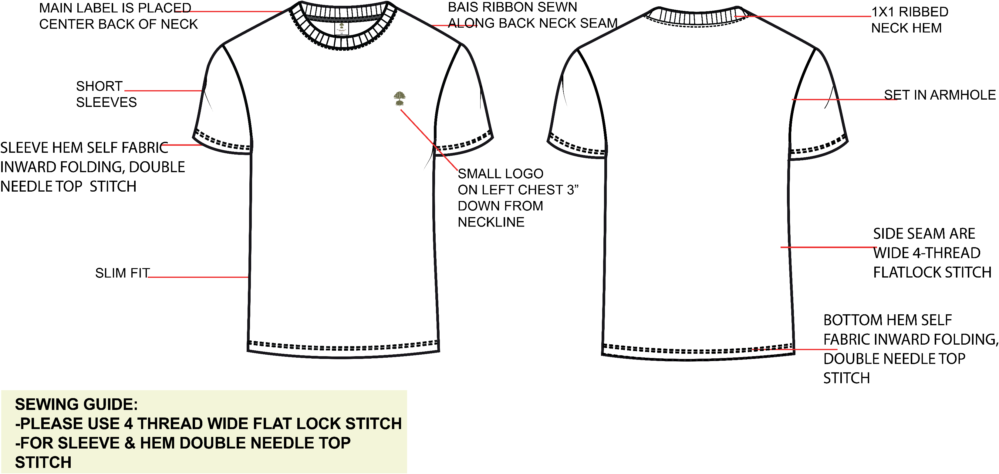 MAIN LABEL IS PLACED
CENTER BACK OF NECK
BAIS RIBBON SEWN
ALONG BACK NECK SEAM
1X1 RIBBED
NECK HEM
M
SHORT
SLEEVES
SET IN ARMHOLE
SLEEVE HEM SELF FABRIC
INWARD FOLDING, DOUBLE
NEEDLE TOP STITCH
SMALL LOGO
ON LEFT CHEST 3”
DOWN FROM
NECKLINE
SIDE SEAM ARE
WIDE 4-THREAD
FLATLOCK STITCH
SLIM FIT
BOTTOM HEM SELF
FABRIC INWARD FOLDING,
DOUBLE NEEDLE TOP
STITCH
SEWING GUIDE:
-PLEASE USE 4 THREAD WIDE FLAT LOCK STITCH
-FOR SLEEVE & HEM DOUBLE NEEDLE TOP
STITCH